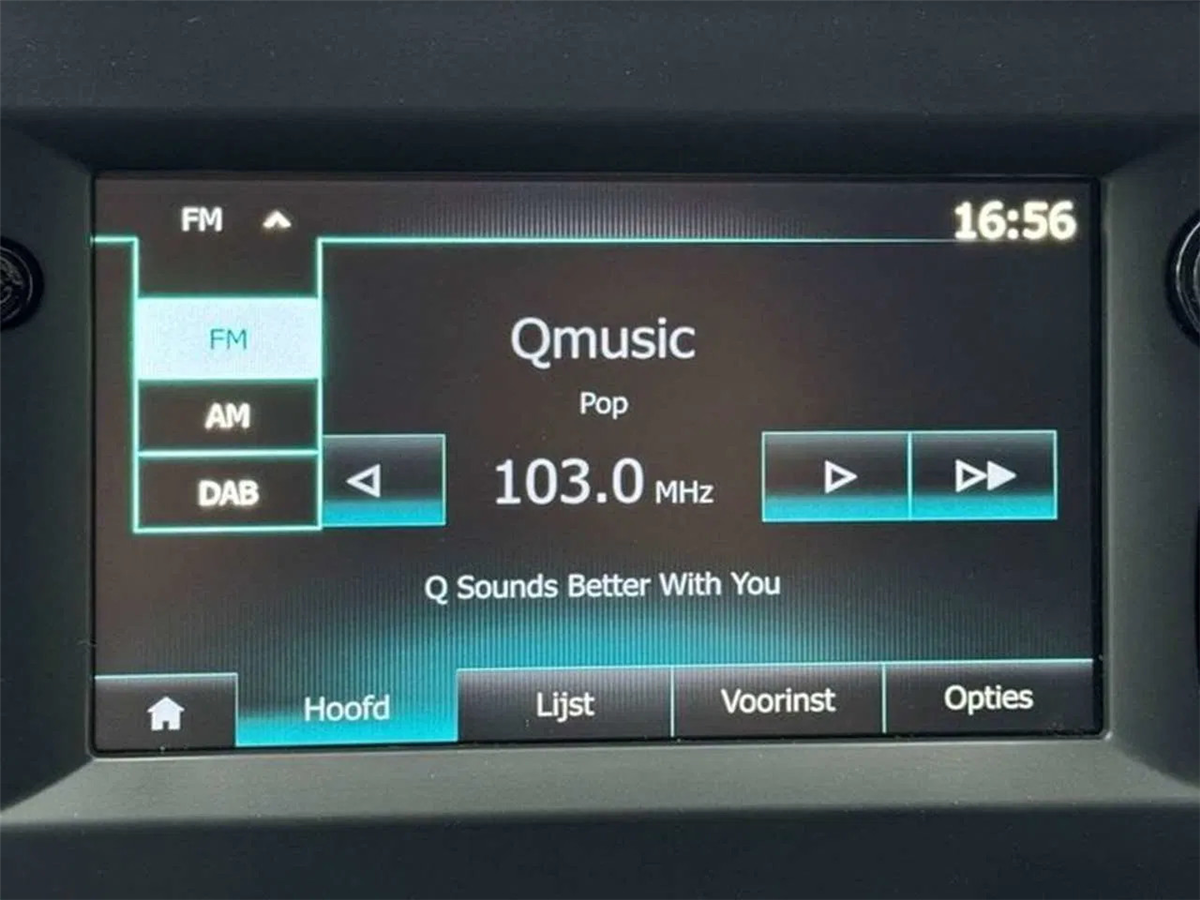 FM
16:56
FM
AM
DAB
Qmusic
Pop
103.0 MHz
Q Sounds Better With You
Hoofd
Lijst
Voorinst
Opties